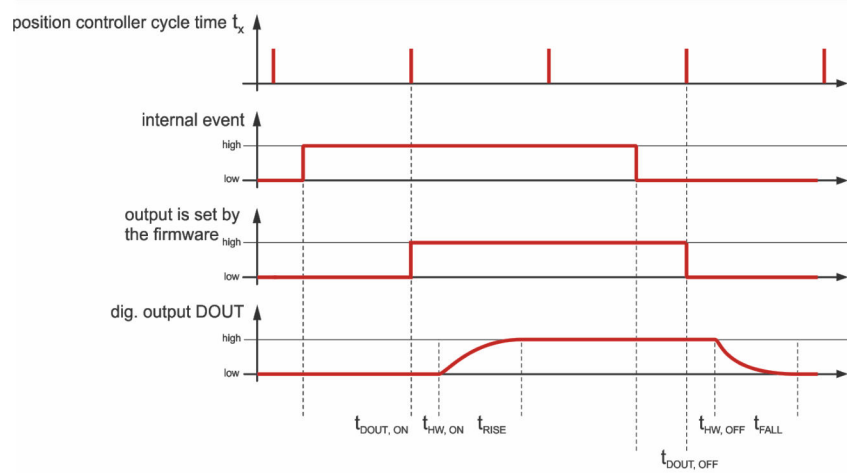 position controller cycle time tx
internal event
high
low
output is set by
the firmware
high
low
dig. output DOUT
high
low
tDOUT, ON tHW, ON tRISE tHW, OFF tFALL
tDOUT, OFF